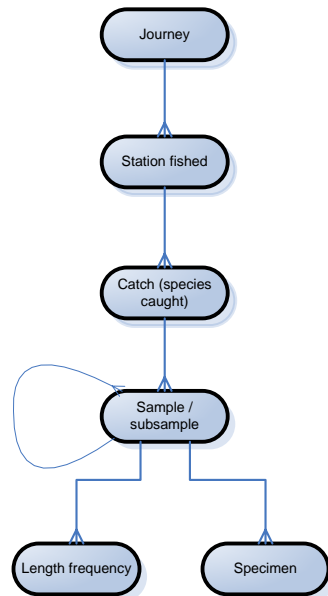 Journey
Station fished
Catch (species
caught)
Sample /
subsample
Length frequency
Specimen